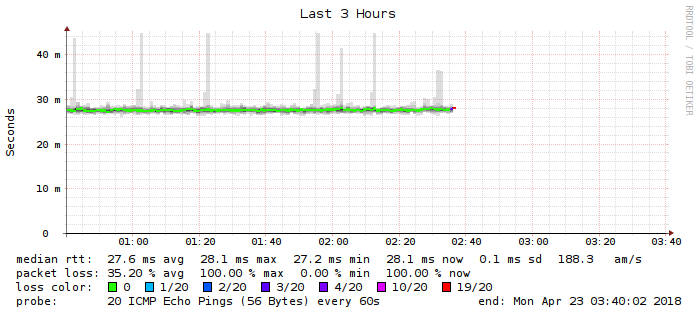 Last 3 Hours
RRDTOOL / TOBI OETIKER
Seconds
40 m
30 m
20 m
10 m
0
01:00 01:20 01:40 02:00 02:20 02:40 03:00 03:20 03:40
median rtt: 27.6 ms avg 28.1 ms max 27.2 ms min 28.1 ms now 0.1 ms sd 188.3 am/s
packet loss: 35.20 % avg 100.00 % max 0.00 % min 100.00 % now
loss color: 0 1/20 2/20 3/20 4/20 10/20 19/20
probe: 20 ICMP Echo Pings (56 Bytes) every 60s end: Mon Apr 23 03:40:02 2018